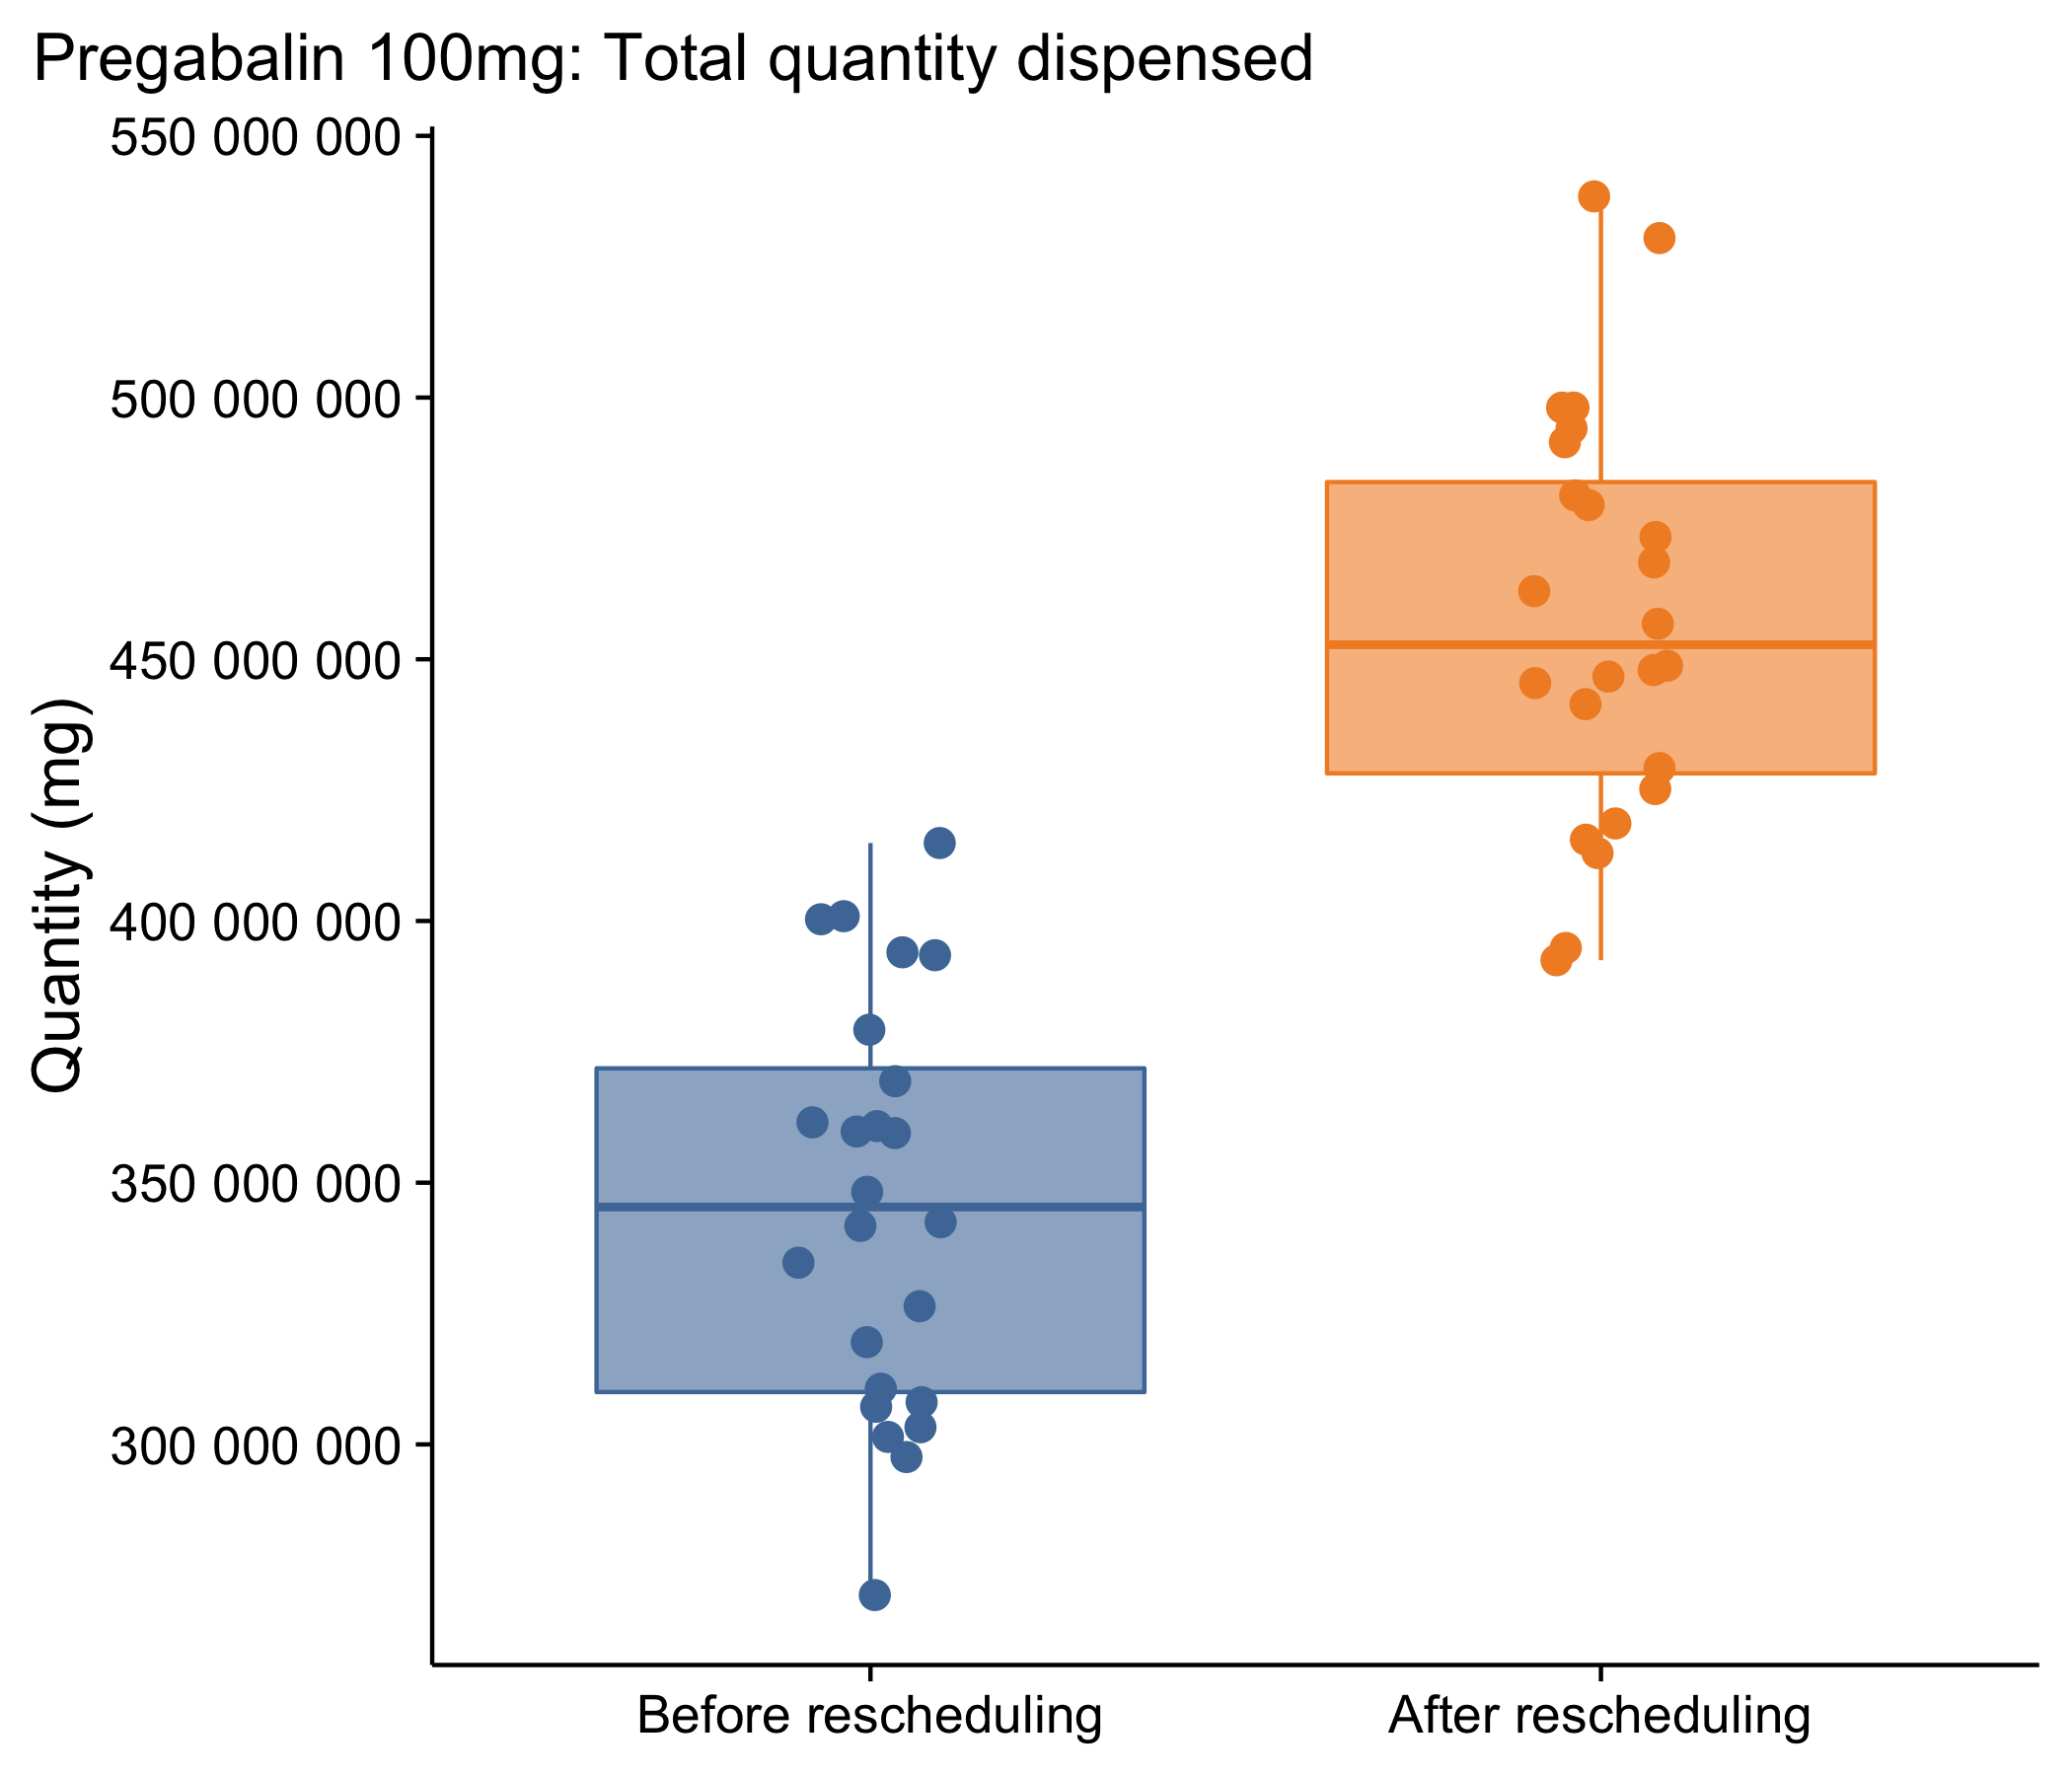 Pregabalin 100mg: Total quantity dispensed
550 000 000
500 000 000
450 000 000
400 000 000
350 000 000
300 000 000
Quantity (mg)
Before rescheduling
After rescheduling